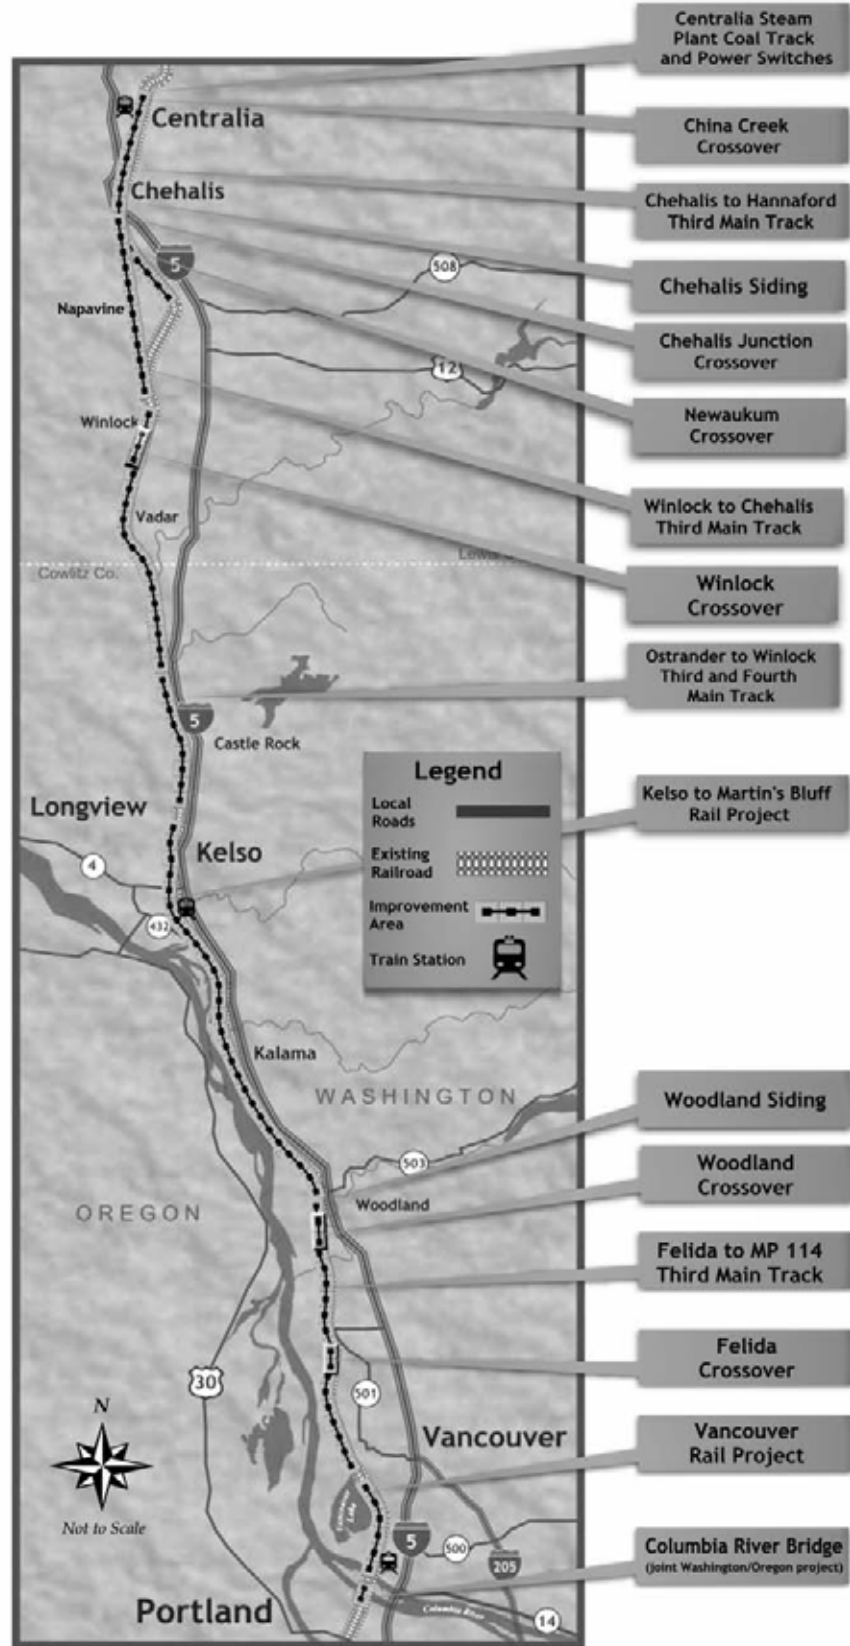 Centralia Steam
Plant Coal Track
and Power Switches
China Creek
Crossover
Chehalis to Hannaford
Third Main Track
Chehalis Siding
Chehalis Junction
Crossover
Newaukum
Crossover
Winlock to Chehalis
Third Main Track
Winlock
Crossover
Ostrander to Winlock
Third and Fourth
Main Track
Kelso to Martin's Bluff
Rail Project
Woodland Siding
Woodland
Crossover
Felida to MP 114
Third Main Track
Felida
Crossover
Vancouver
Rail Project
Columbia River Bridge
(joint Washington/Oregon project)
Centralia
Chehalis
5
508
Napavine
12
Winlock
Vadar
Lewis
Cowlitz Co.
5
Castle Rock
Legend
Local
Roads
Existing
Railroad
Improvement
Area
Train Station
Longview
Kelso
4
432
Kalama
WASHINGTON
503
Woodland
OREGON
30
501
N
Not to Scale
Vancouver
Vancouver
Lake
5
500
205
Portland
Columbia River
14